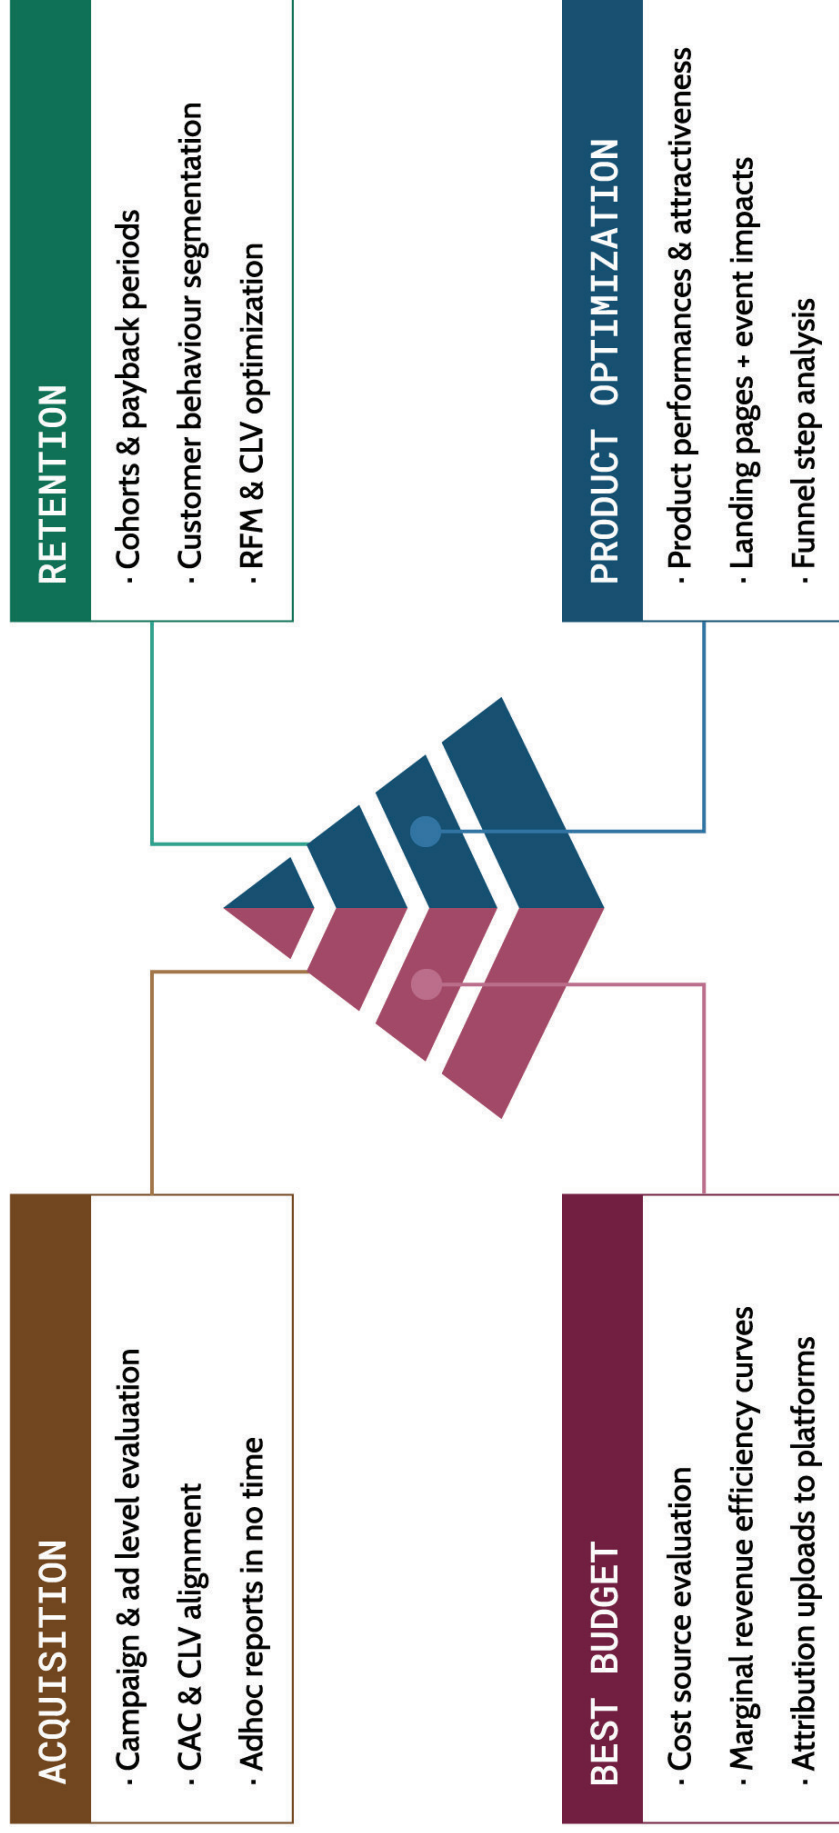 ACQUISITION
· Campaign & ad level evaluation
· CAC & CLV alignment
· Adhoc reports in no time
RETENTION
· Cohorts & payback periods
· Customer behaviour segmentation
· RFM & CLV optimization
BEST BUDGET
· Cost source evaluation
· Marginal revenue efficiency curves
· Attribution uploads to platforms
PRODUCT OPTIMIZATION
· Product performances & attractiveness
· Landing pages + event impacts
· Funnel step analysis